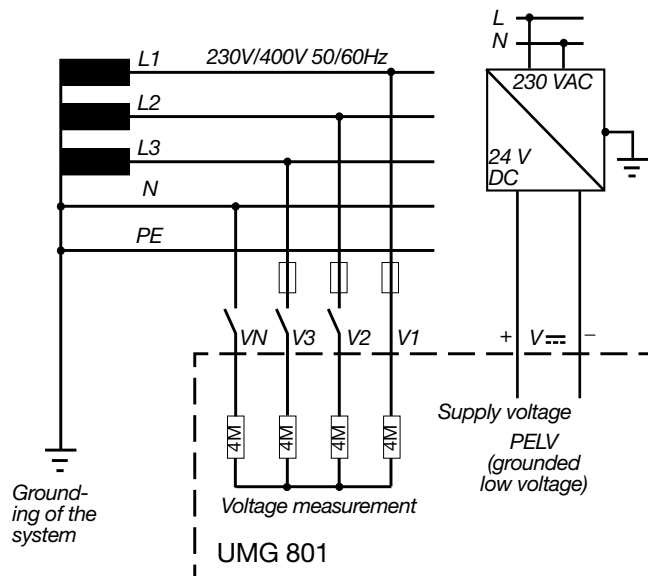 L
N
L1
230V/400V 50/60Hz
230 VAC
L2
L3
24 V
DC
N
PE
VN
V3
V2
V1
+
V
–
4M
4M
4M
4M
Supply voltage
PELV
(grounded
low voltage)
Ground-
ing of the
system
Voltage measurement
UMG 801